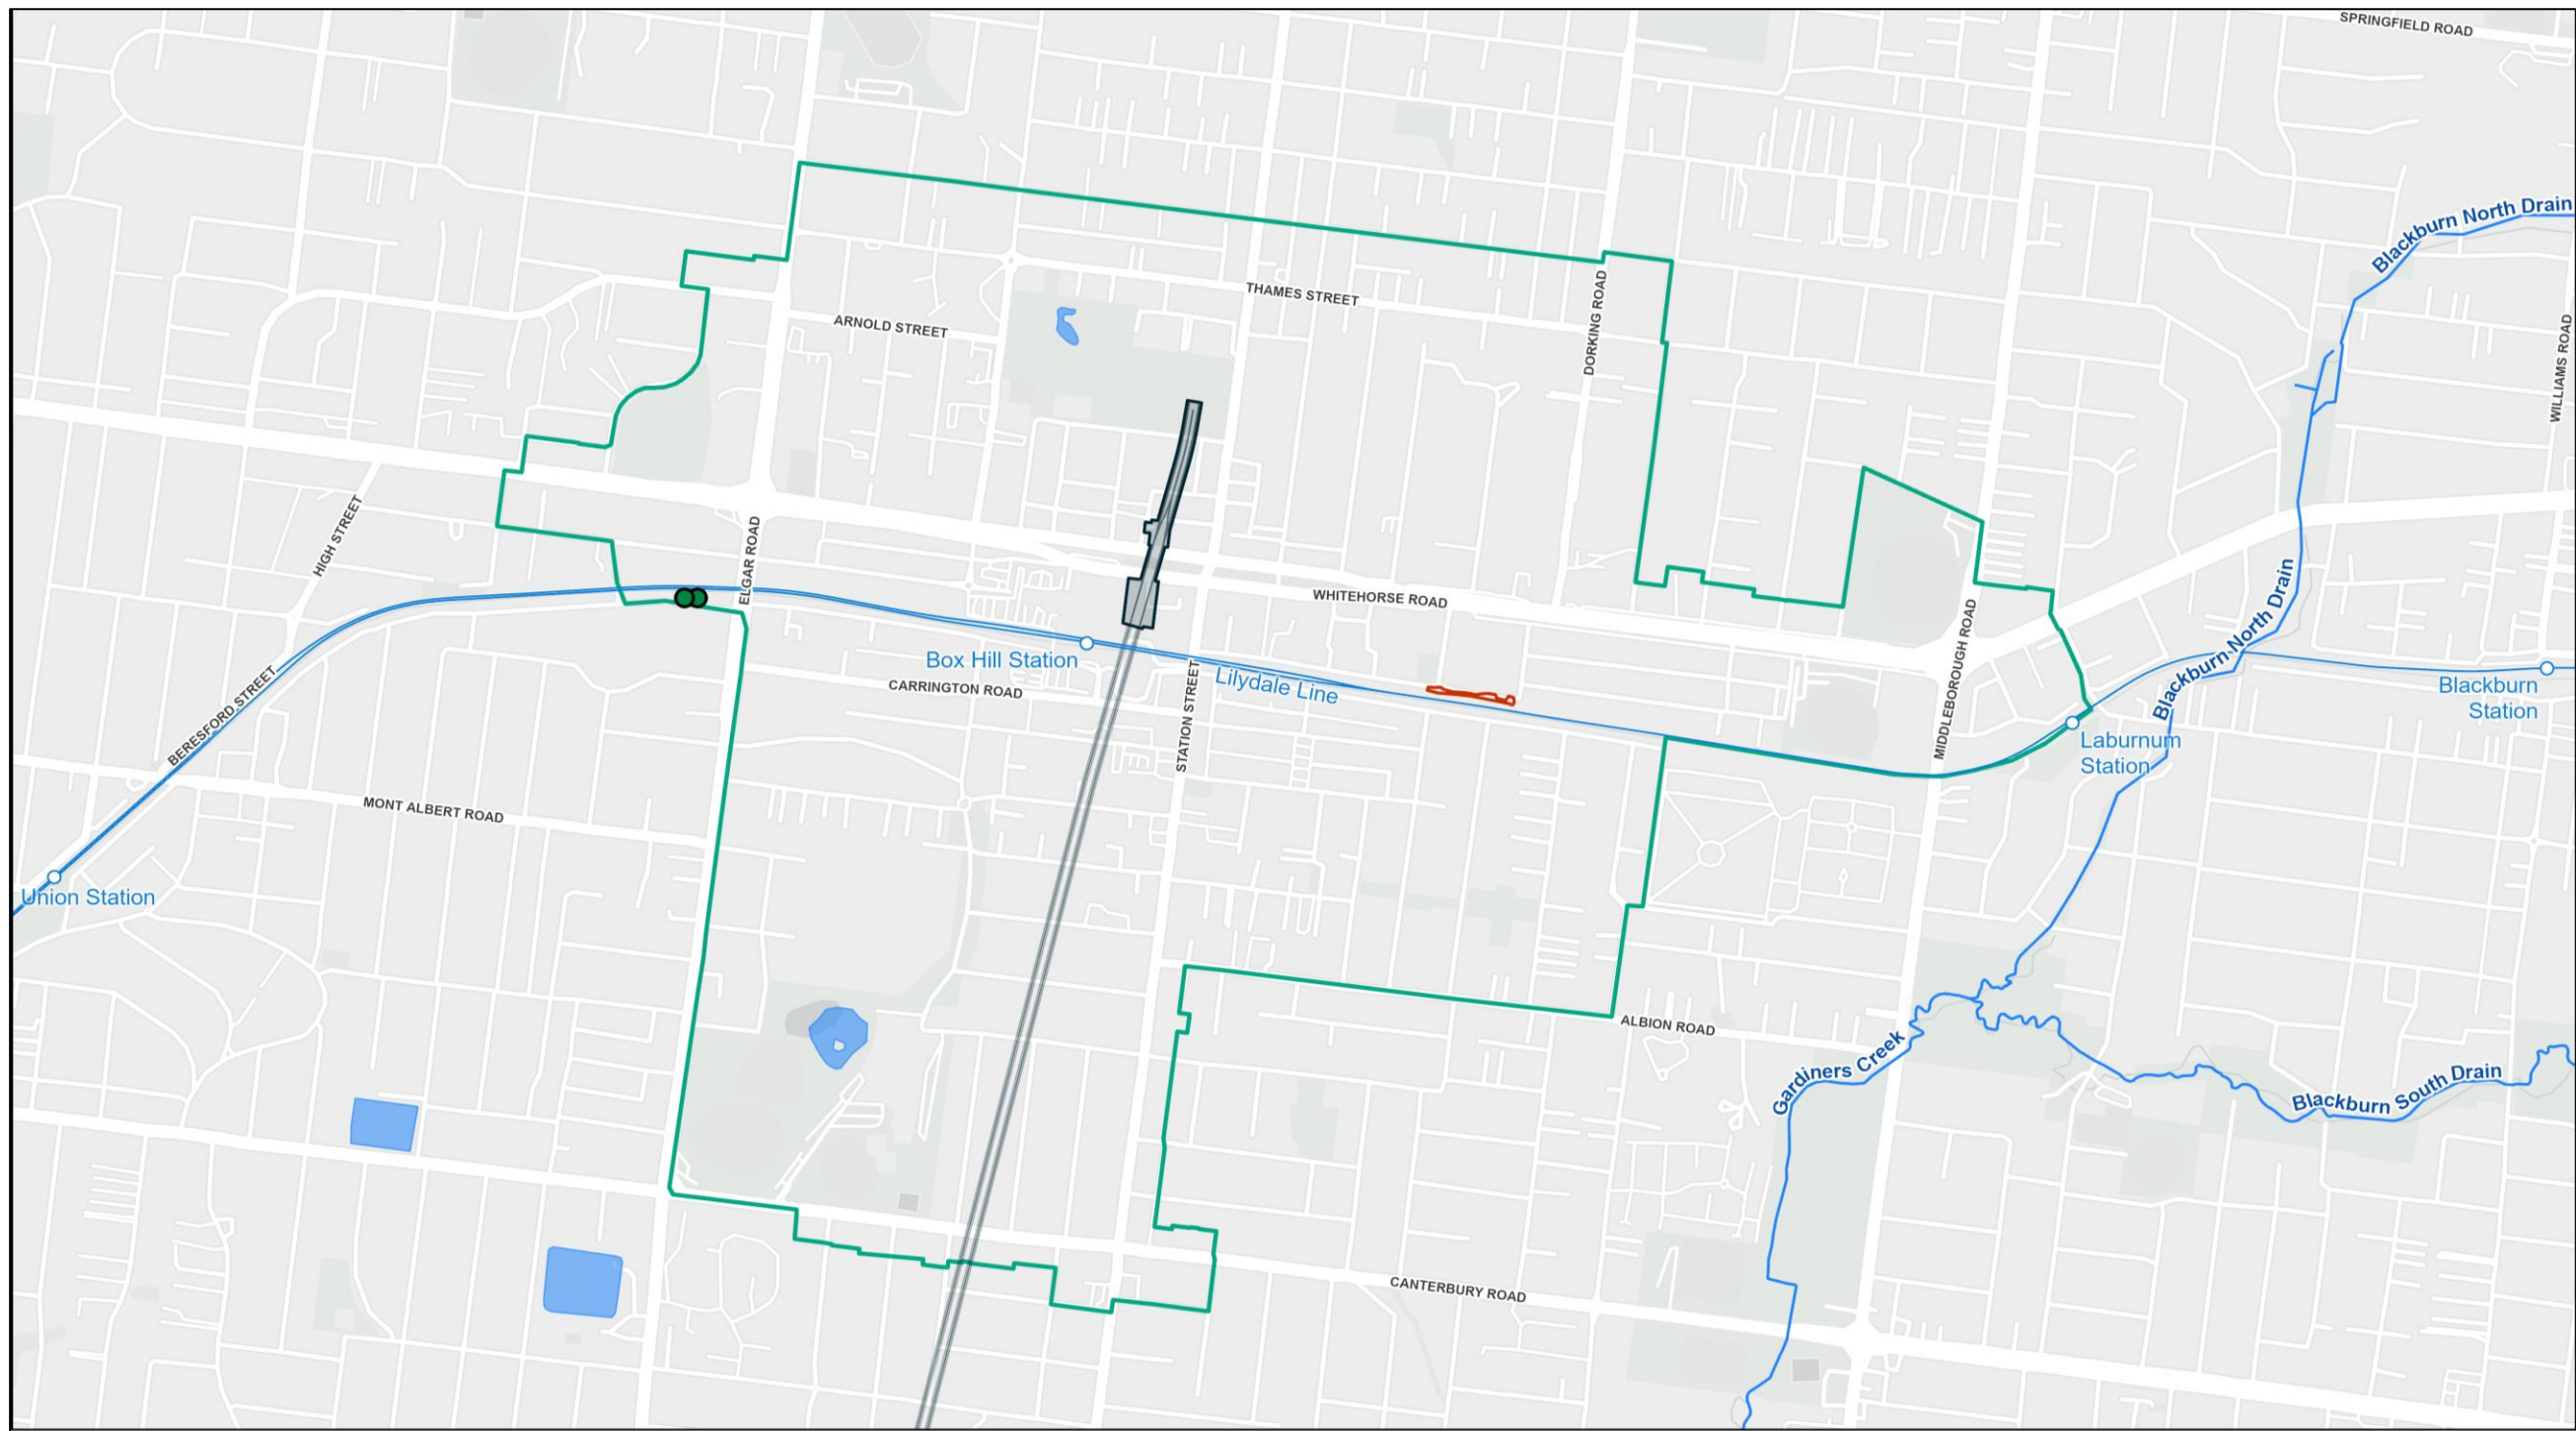 SPRINGFIELD ROAD
Blackburn North Drain
THAMES STREET
DORKING ROAD
ARNOLD STREET
WILLIAMS ROAD
HIGH STREET
ELGAR ROAD
WHITEHORSE ROAD
MIDDLEBOROUGH ROAD
Blackburn North Drain
Box Hill Station
Lilydale Line
CARRINGTON ROAD
STATION STREET
BERESFORD STREET
Blackburn
Station
Laburnum
Station
MONT ALBERT ROAD
Union Station
ALBION ROAD
Gardiners Creek
Blackburn South Drain
CANTERBURY ROAD